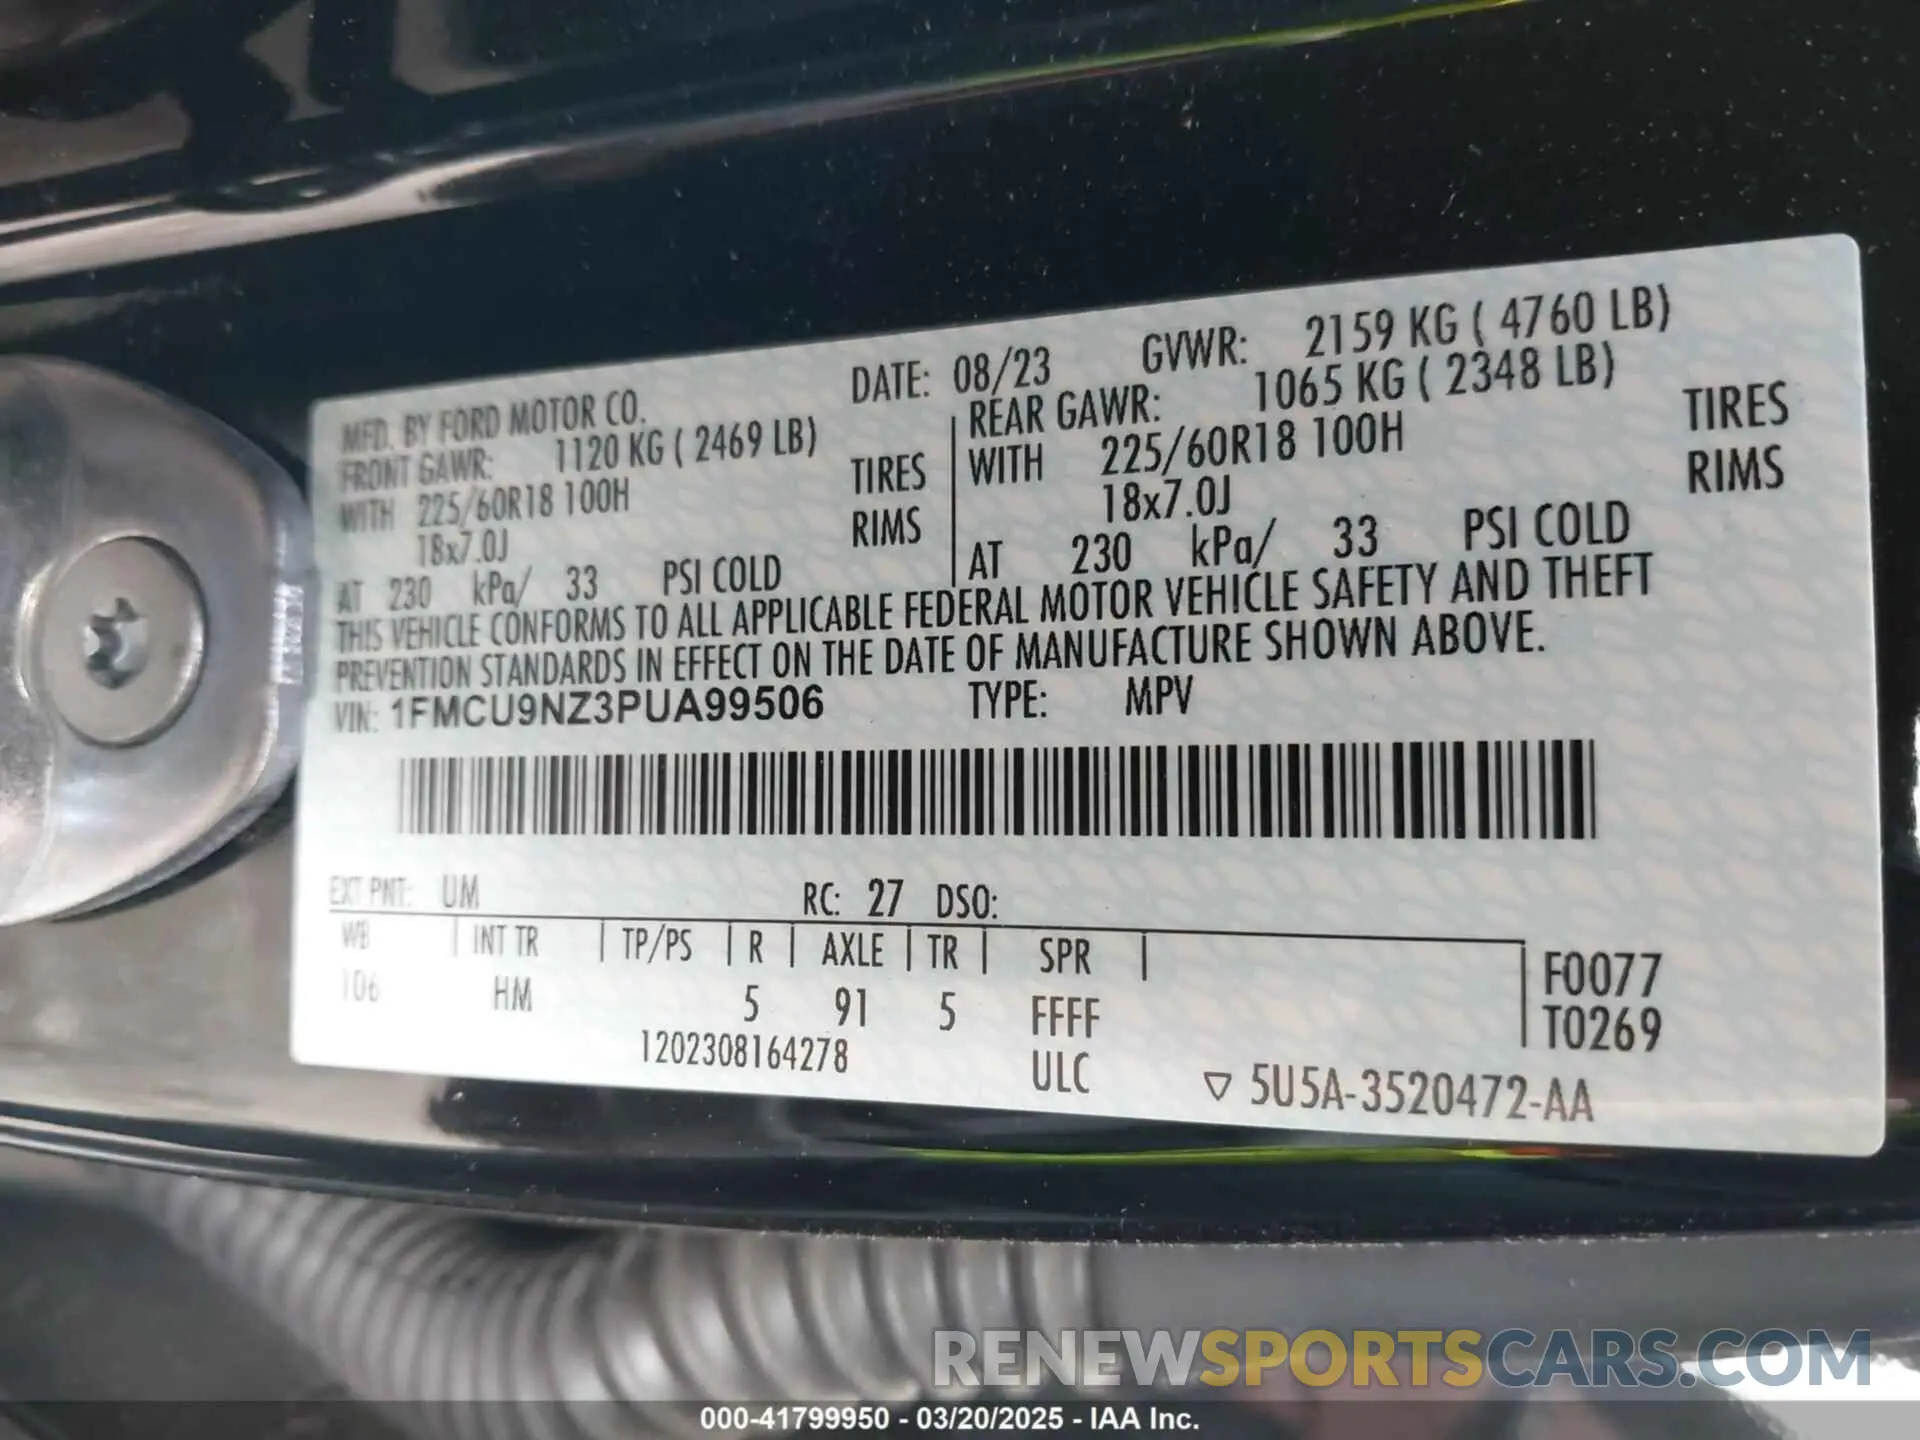 MFD. BY FORD MOTOR CO. DATE: 08/23 GVWR: 2159 KG ( 4760 LB)
FRONT GAWR: 1120 KG ( 2469 LB) REAR GAWR: 1065 KG ( 2348 LB)
WITH 225/60R18 100H TIRES WITH 225/60R18 100H TIRES
18x7.0J RIMS 18x7.0J RIMS
AT 230 kPa/ 33 PSI COLD AT 230 kPa/ 33 PSI COLD
THIS VEHICLE CONFORMS TO ALL APPLICABLE FEDERAL MOTOR VEHICLE SAFETY AND THEFT
PREVENTION STANDARDS IN EFFECT ON THE DATE OF MANUFACTURE SHOWN ABOVE.
VIN: 1FMCU9NZ3PUA99506 TYPE: MPV
EXT PNT: UM RC: 27 DSO:
WB INT TR TP/PS R AXLE TR SPR
106 HM 5 91 5 FFFF
F0077
T0269
1202308164278 ULC ▽ 5U5A-3520472-AA
RENEWSPORTSCARS.COM
000-41799950 - 03/20/2025 - IAA Inc.